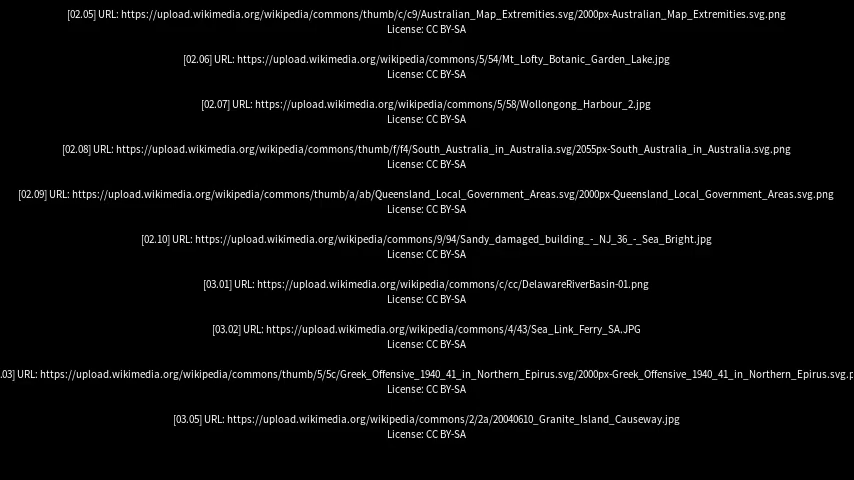 [02.05] URL: https://upload.wikimedia.org/wikipedia/commons/thumb/c/c9/Australian_Map_Extremities.svg/2000px-Australian_Map_Extremities.svg.png
License: CC BY-SA
[02.06] URL: https://upload.wikimedia.org/wikipedia/commons/5/54/Mt_Lofty_Botanic_Garden_Lake.jpg
License: CC BY-SA
[02.07] URL: https://upload.wikimedia.org/wikipedia/commons/5/58/Wollongong_Harbour_2.jpg
License: CC BY-SA
[02.08] URL: https://upload.wikimedia.org/wikipedia/commons/thumb/f/f4/South_Australia_in_Australia.svg/2055px-South_Australia_in_Australia.svg.png
License: CC BY-SA
[02.09] URL: https://upload.wikimedia.org/wikipedia/commons/thumb/a/ab/Queensland_Local_Government_Areas.svg/2000px-Queensland_Local_Government_Areas.svg.png
License: CC BY-SA
[02.10] URL: https://upload.wikimedia.org/wikipedia/commons/9/94/Sandy_damaged_building_-_NJ_36_-_Sea_Bright.jpg
License: CC BY-SA
[03.01] URL: https://upload.wikimedia.org/wikipedia/commons/c/cc/DelawareRiverBasin-01.png
License: CC BY-SA
[03.02] URL: https://upload.wikimedia.org/wikipedia/commons/4/43/Sea_Link_Ferry_SA.JPG
License: CC BY-SA
.03] URL: https://upload.wikimedia.org/wikipedia/commons/thumb/5/5c/Greek_Offensive_1940_41_in_Northern_Epirus.svg/2000px-Greek_Offensive_1940_41_in_Northern_Epirus.svg.p
License: CC BY-SA
[03.05] URL: https://upload.wikimedia.org/wikipedia/commons/2/2a/20040610_Granite_Island_Causeway.jpg
License: CC BY-SA